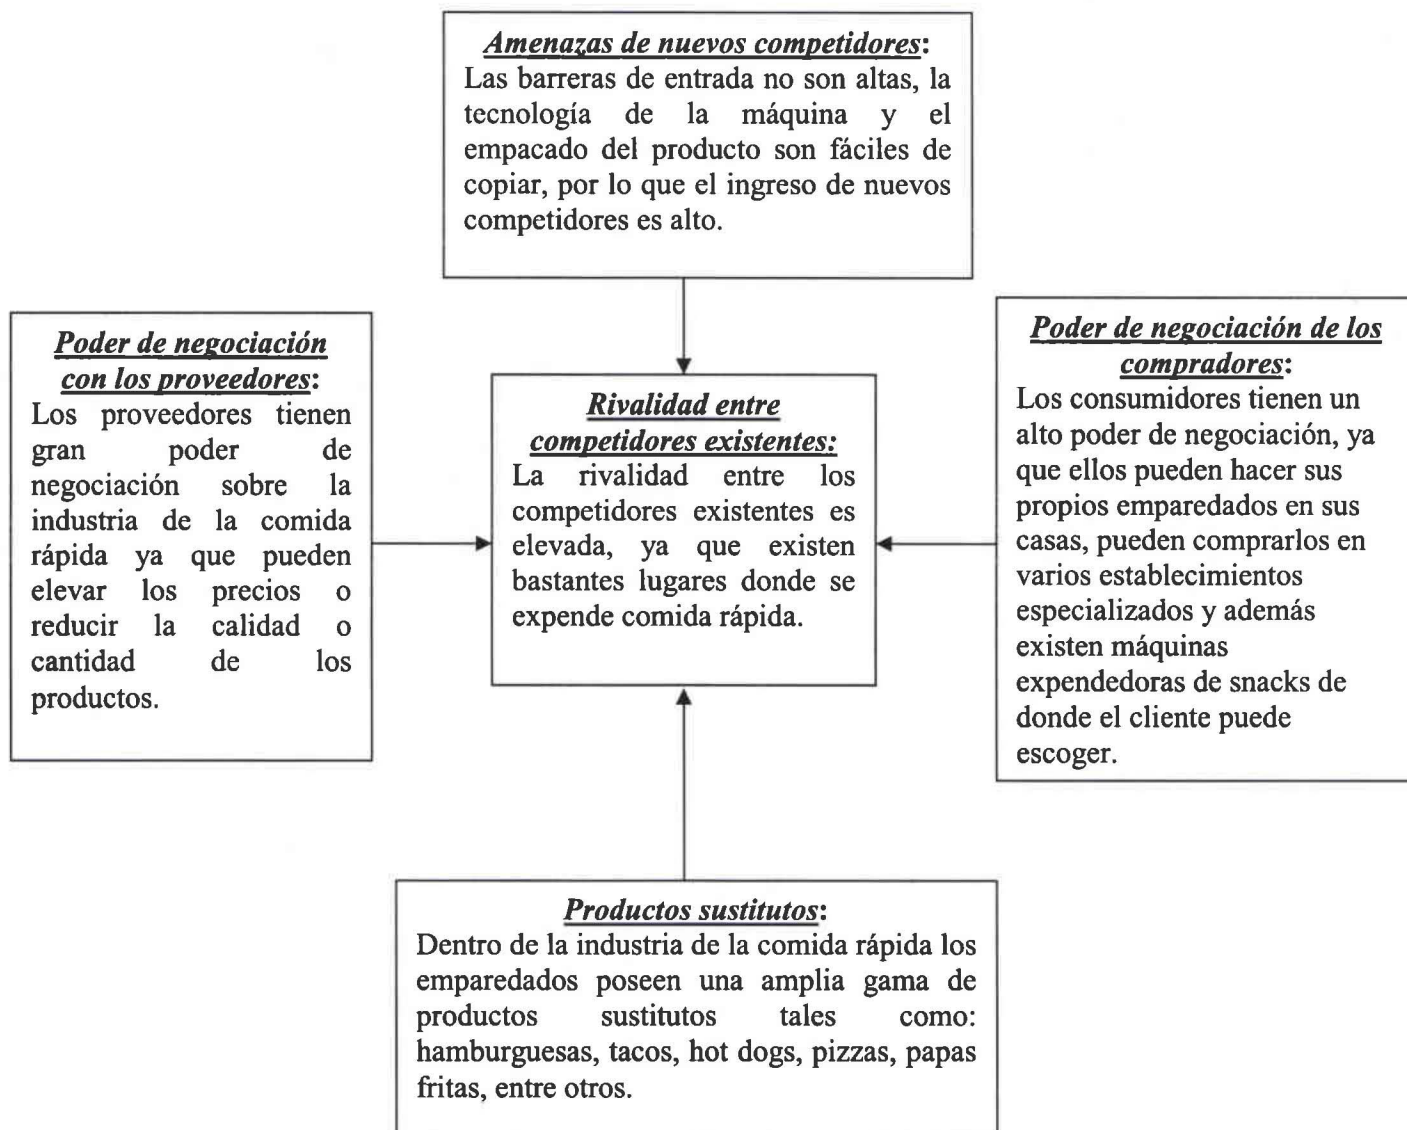 Amenazas de nuevos competidores:
Las barreras de entrada no son altas, la
tecnología de la máquina y el
empacado del producto son fáciles de
copiar, por lo que el ingreso de nuevos
competidores es alto.
Poder de negociación
con los proveedores:
Los proveedores tienen
gran poder de
negociación sobre la
industria de la comida
rápida ya que pueden
elevar los precios o
reducir la calidad o
cantidad de los
productos.
Rivalidad entre
competidores existentes:
La rivalidad entre los
competidores existentes es
elevada, ya que existen
bastantes lugares donde se
expende comida rápida.
Poder de negociación de los
compradores:
Los consumidores tienen un
alto poder de negociación, ya
que ellos pueden hacer sus
propios emparedados en sus
casas, pueden comprarlos en
varios establecimientos
especializados y además
existen máquinas
expendedoras de snacks de
donde el cliente puede
escoger.
Productos sustitutos:
Dentro de la industria de la comida rápida los
emparedados poseen una amplia gama de
productos sustitutos tales como:
hamburguesas, tacos, hot dogs, pizzas, papas
fritas, entre otros.